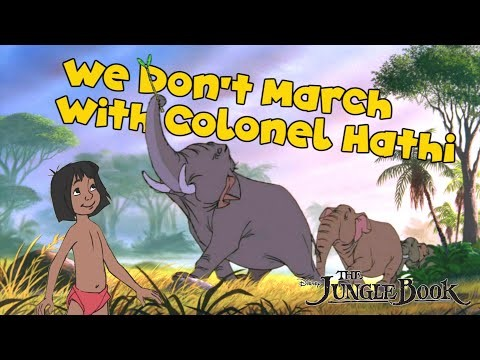 We Don't March
With Colonel Hathi
Disney
THE
JUNGLE BOOK